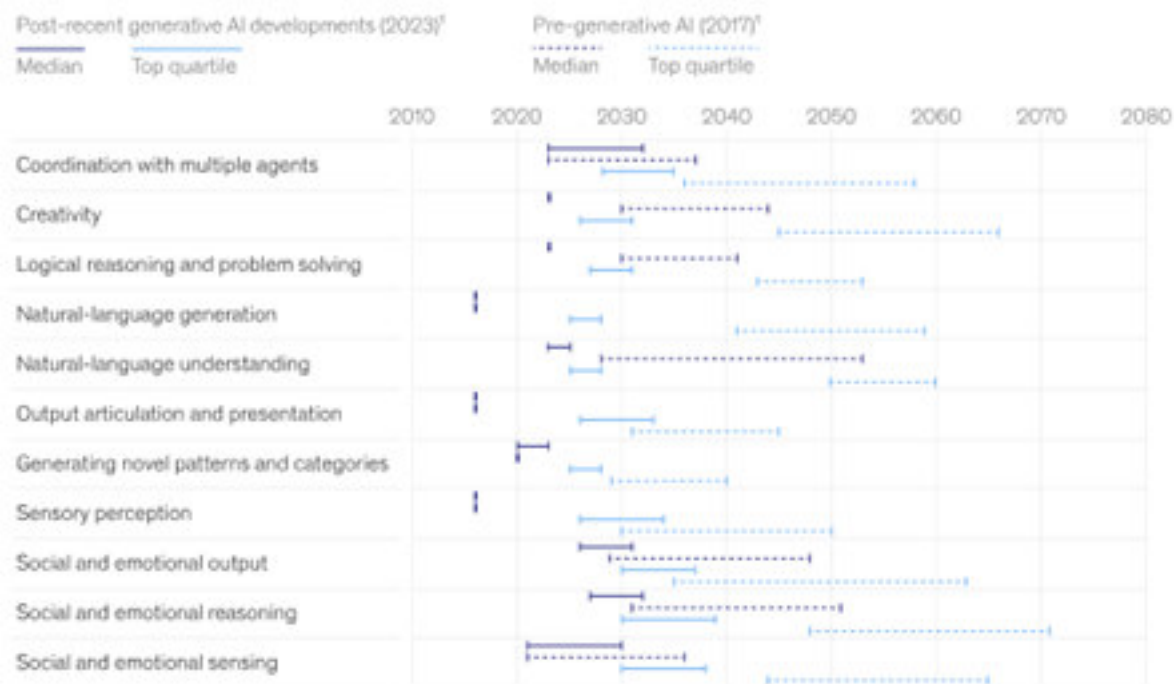 Post-recent generative AI developments (2023)¹ Pre-generative AI (2017)¹
Median Top quartile Median Top quartile
2010 2020 2030 2040 2050 2060 2070 2080
Coordination with multiple agents
Creativity
Logical reasoning and problem solving
Natural-language generation
Natural-language understanding
Output articulation and presentation
Generating novel patterns and categories
Sensory perception
Social and emotional output
Social and emotional reasoning
Social and emotional sensing